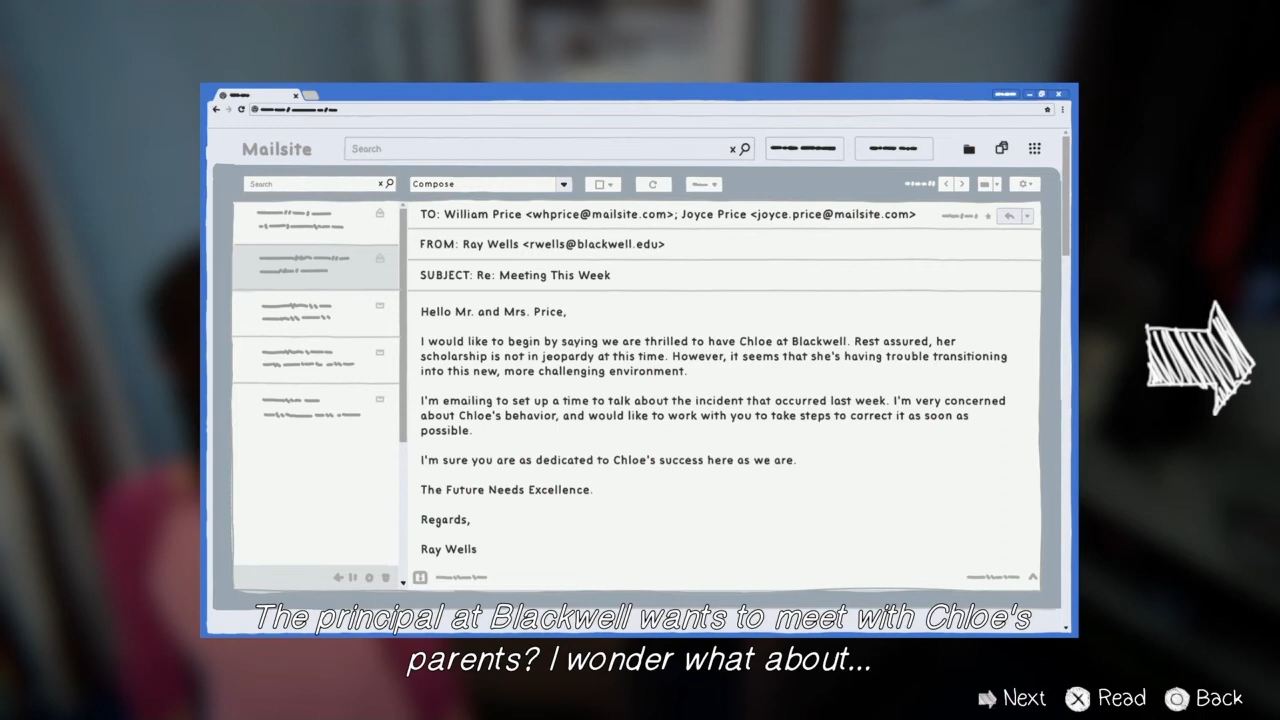 Mailsite
Search
x
Search
x
Compose
TO: William Price <whprice@mailsite.com>; Joyce Price <joyce.price@mailsite.com>
FROM: Ray Wells <rwells@blackwell.edu>
SUBJECT: Re: Meeting This Week
Hello Mr. and Mrs. Price,
I would like to begin by saying we are thrilled to have Chloe at Blackwell. Rest assured, her
scholarship is not in jeopardy at this time. However, it seems that she's having trouble transitioning
into this new, more challenging environment.
I'm emailing to set up a time to talk about the incident that occurred last week. I'm very concerned
about Chloe's behavior, and would like to work with you to take steps to correct it as soon as
possible.
I'm sure you are as dedicated to Chloe's success here as we are.
The Future Needs Excellence.
Regards,
Ray Wells
The principal at Blackwell wants to meet with Chloe's
parents? I wonder what about...
Next Read Back